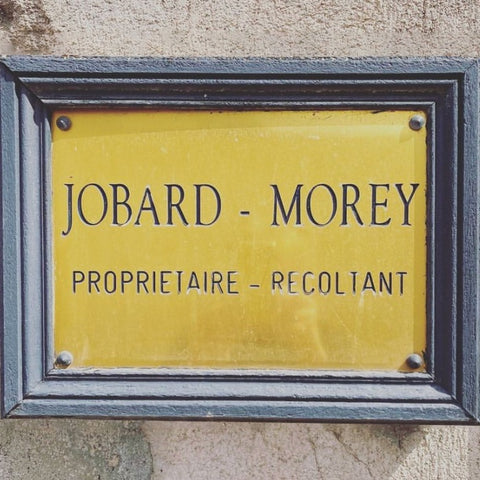 JOBARD - MOREY
PROPRIETAIRE - RECOLTANT